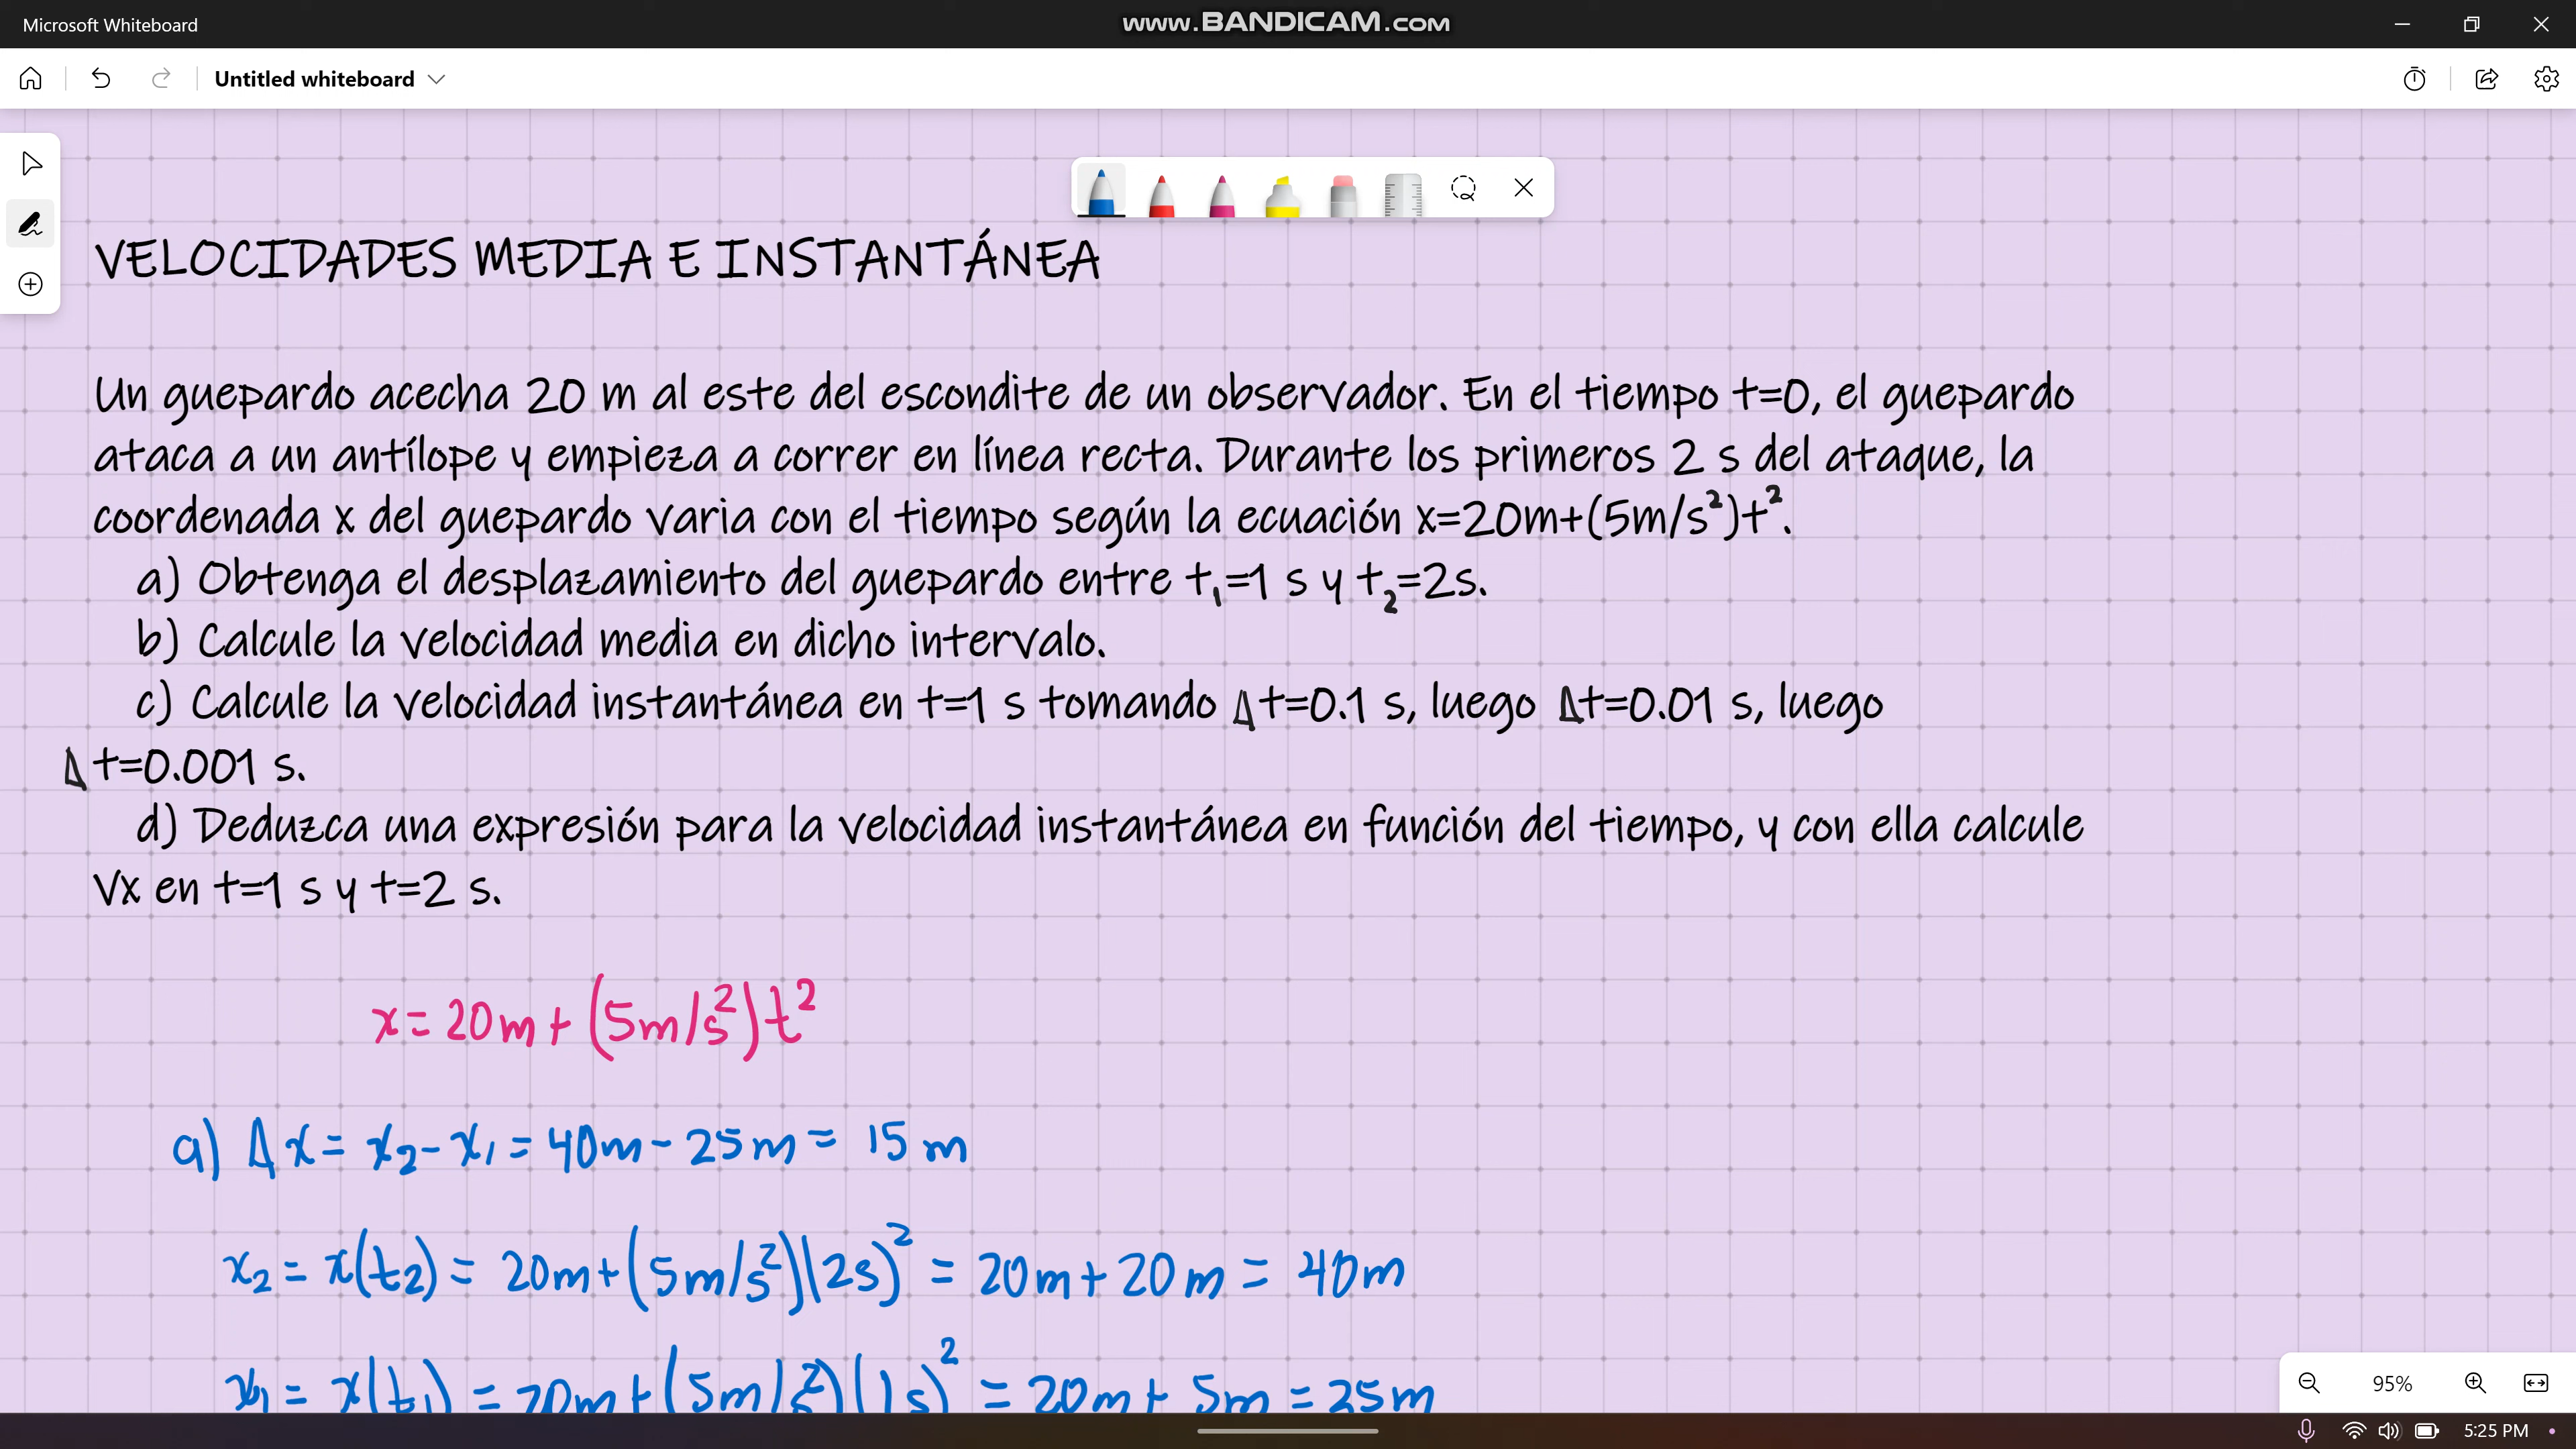 Microsoft Whiteboard
www.BANDICAM.com
Untitled whiteboard
VELOCIDADES MEDIA E INSTANTÁNEA
Un guepardo acecha 20 m al este del escondite de un observador. En el tiempo t=0, el guepardo
ataca a un antílope y empieza a correr en línea recta. Durante los primeros 2 s del ataque, la
coordenada x del guepardo varia con el tiempo según la ecuación x=20m+(5m/s²)t².
a) Obtenga el desplazamiento del guepardo entre t₁=1 s y t₂=2s.
b) Calcule la velocidad media en dicho intervalo.
c) Calcule la velocidad instantánea en t=1 s tomando Δt=0.1 s, luego Δt=0.01 s, luego
Δt=0.001 s.
d) Deduzca una expresión para la velocidad instantánea en función del tiempo, y con ella calcule
Vx en t=1 s y t=2 s.
x = 20m + (5m/s²)t²
a) Δx = x₂ - x₁ = 40m - 25m = 15 m
x₂ = x(t₂) = 20m + (5m/s²)(2s)² = 20m + 20m = 40m
x₁ = x(t₁) = 20m + (5m/s²)(1s)² = 20m + 5m = 25m
95%
5:25 PM